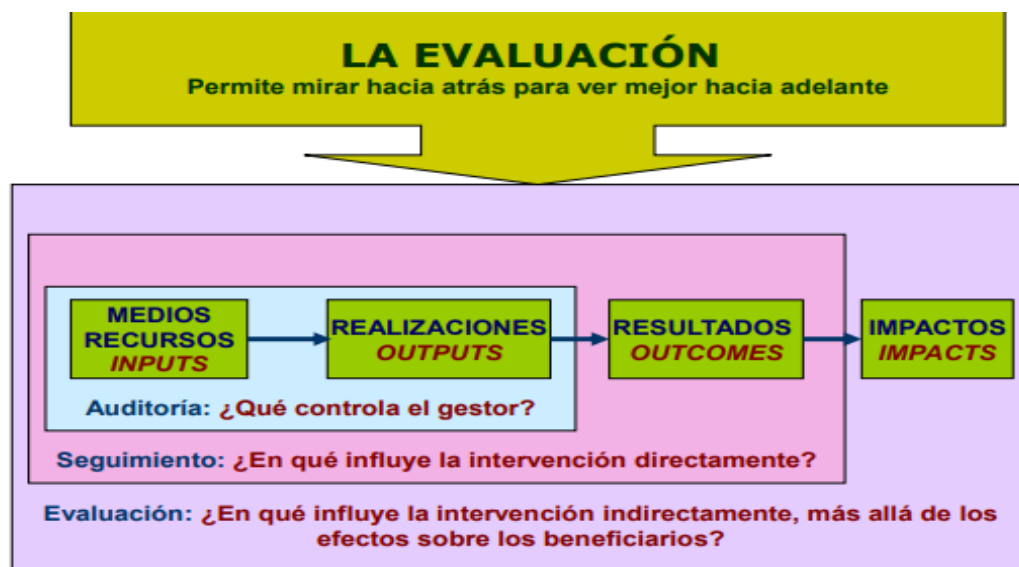 LA EVALUACIÓN
Permite mirar hacia atrás para ver mejor hacia adelante
MEDIOS
RECURSOS
INPUTS
REALIZACIONES
OUTPUTS
RESULTADOS
OUTCOMES
IMPACTOS
IMPACTS
Auditoría: ¿Qué controla el gestor?
Seguimiento: ¿En qué influye la intervención directamente?
Evaluación: ¿En qué influye la intervención indirectamente, más allá de los
efectos sobre los beneficiarios?